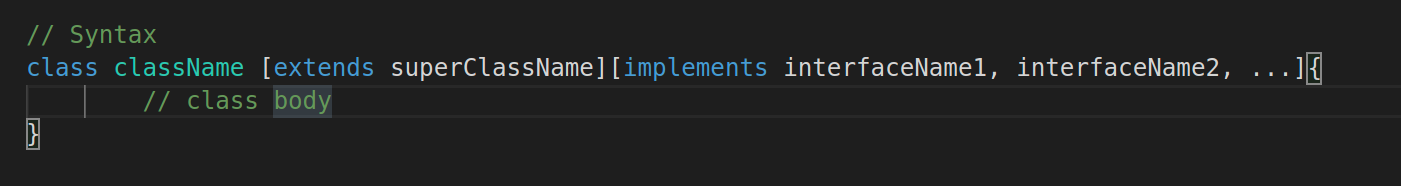 // Syntax
class className [extends superClassName][implements interfaceName1, interfaceName2, ...]{
// class body
}